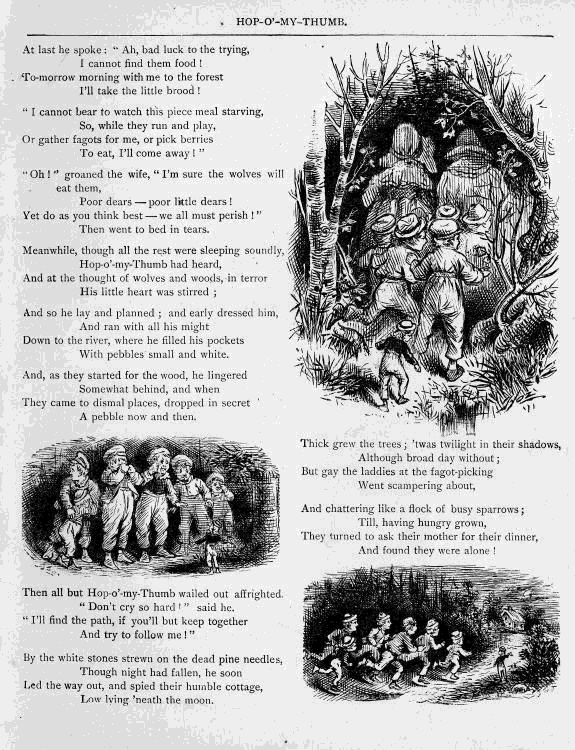 HOP-O'-MY-THUMB.
At last he spoke: "Ah, bad luck to the trying,
I cannot find them food!
To-morrow morning with me to the forest
I'll take the little brood!
"I cannot bear to watch this piece meal starving,
So, while they run and play,
Or gather fagots for me, or pick berries
To eat, I'll come away!"
"Oh!" groaned the wife, "I'm sure the wolves will
eat them,
Poor dears — poor little dears!
Yet do as you think best — we all must perish!"
Then went to bed in tears.
Meanwhile, though all the rest were sleeping soundly,
Hop-o'-my-Thumb had heard,
And at the thought of wolves and woods, in terror
His little heart was stirred;
And so he lay and planned; and early dressed him,
And ran with all his might
Down to the river, where he filled his pockets
With pebbles small and white.
And, as they started for the wood, he lingered
Somewhat behind, and when
They came to dismal places, dropped in secret
A pebble now and then.
Then all but Hop-o'-my-Thumb wailed out affrighted.
"Don't cry so hard!" said he.
"I'll find the path, if you'll but keep together
And try to follow me!"
By the white stones strewn on the dead pine needles,
Though night had fallen, he soon
Led the way out, and spied their humble cottage,
Low lying 'neath the moon.
Thick grew the trees; 'twas twilight in their shadows,
Although broad day without;
But gay the laddies at the fagot-picking
Went scampering about,
And chattering like a flock of busy sparrows;
Till, having hungry grown,
They turned to ask their mother for their dinner,
And found they were alone!